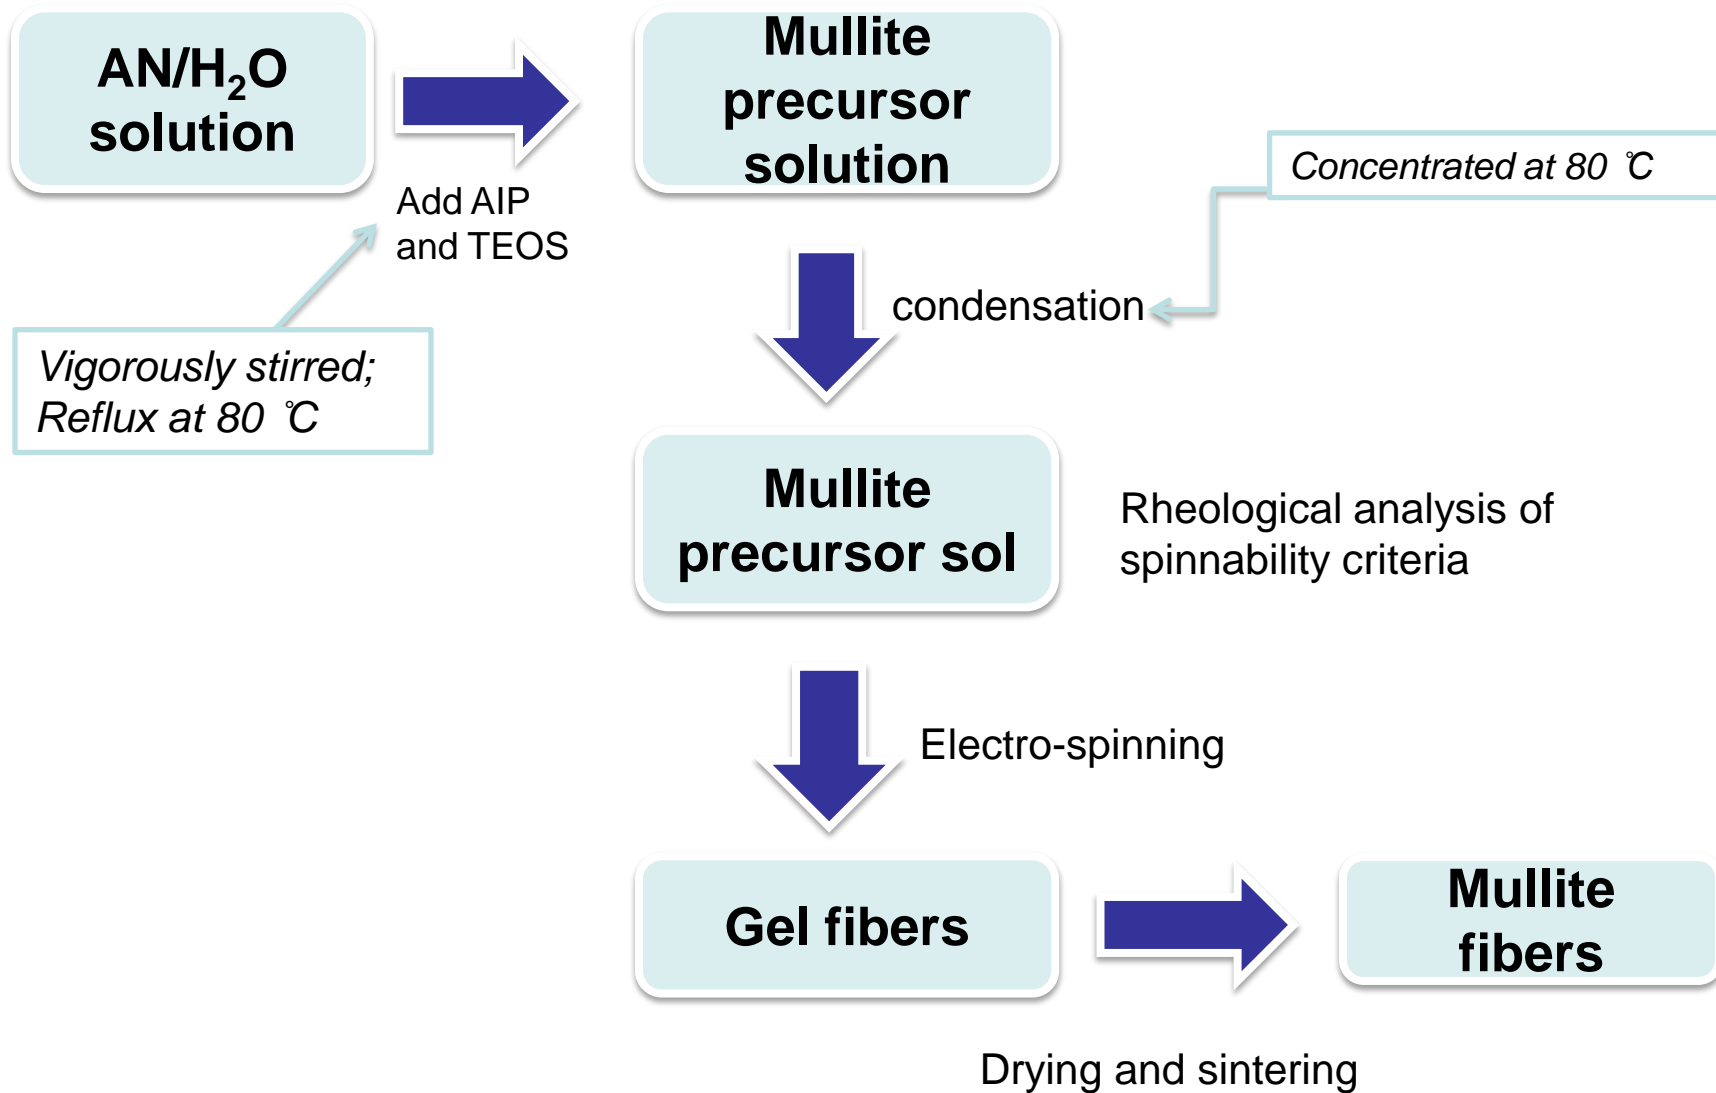 AN/H₂O
solution
Add AIP
and TEOS
Vigorously stirred;
Reflux at 80 ℃
Mullite
precursor
solution
Concentrated at 80 ℃
condensation
Mullite
precursor sol
Rheological analysis of
spinnability criteria
Electro-spinning
Gel fibers
Mullite
fibers
Drying and sintering